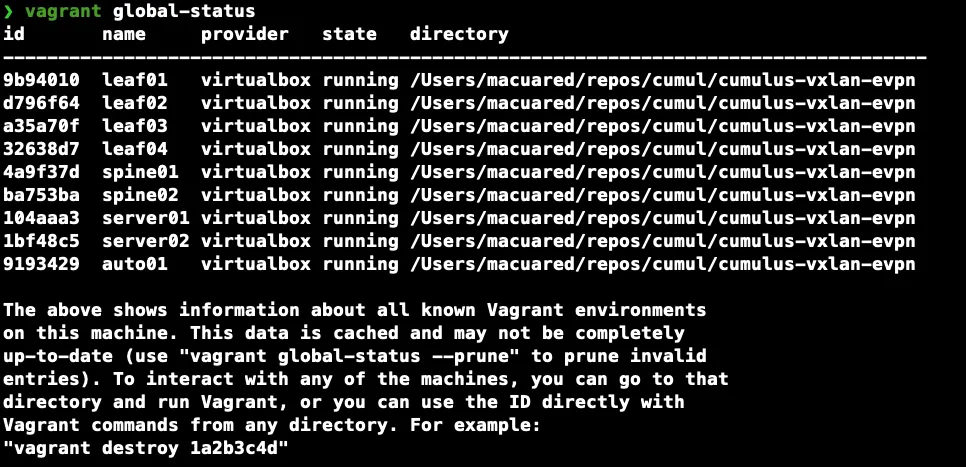 ❯ vagrant global-status
id       name     provider   state   directory
------------------------------------------------------------------------------------
9b94010  leaf01   virtualbox running /Users/macuared/repos/cumul/cumulus-vxlan-evpn
d796f64  leaf02   virtualbox running /Users/macuared/repos/cumul/cumulus-vxlan-evpn
a35a70f  leaf03   virtualbox running /Users/macuared/repos/cumul/cumulus-vxlan-evpn
32638d7  leaf04   virtualbox running /Users/macuared/repos/cumul/cumulus-vxlan-evpn
4a9f37d  spine01  virtualbox running /Users/macuared/repos/cumul/cumulus-vxlan-evpn
ba753ba  spine02  virtualbox running /Users/macuared/repos/cumul/cumulus-vxlan-evpn
104aaa3  server01 virtualbox running /Users/macuared/repos/cumul/cumulus-vxlan-evpn
1bf48c5  server02 virtualbox running /Users/macuared/repos/cumul/cumulus-vxlan-evpn
9193429  auto01   virtualbox running /Users/macuared/repos/cumul/cumulus-vxlan-evpn

The above shows information about all known Vagrant environments
on this machine. This data is cached and may not be completely
up-to-date (use "vagrant global-status --prune" to prune invalid
entries). To interact with any of the machines, you can go to that
directory and run Vagrant, or you can use the ID directly with
Vagrant commands from any directory. For example:
"vagrant destroy 1a2b3c4d"